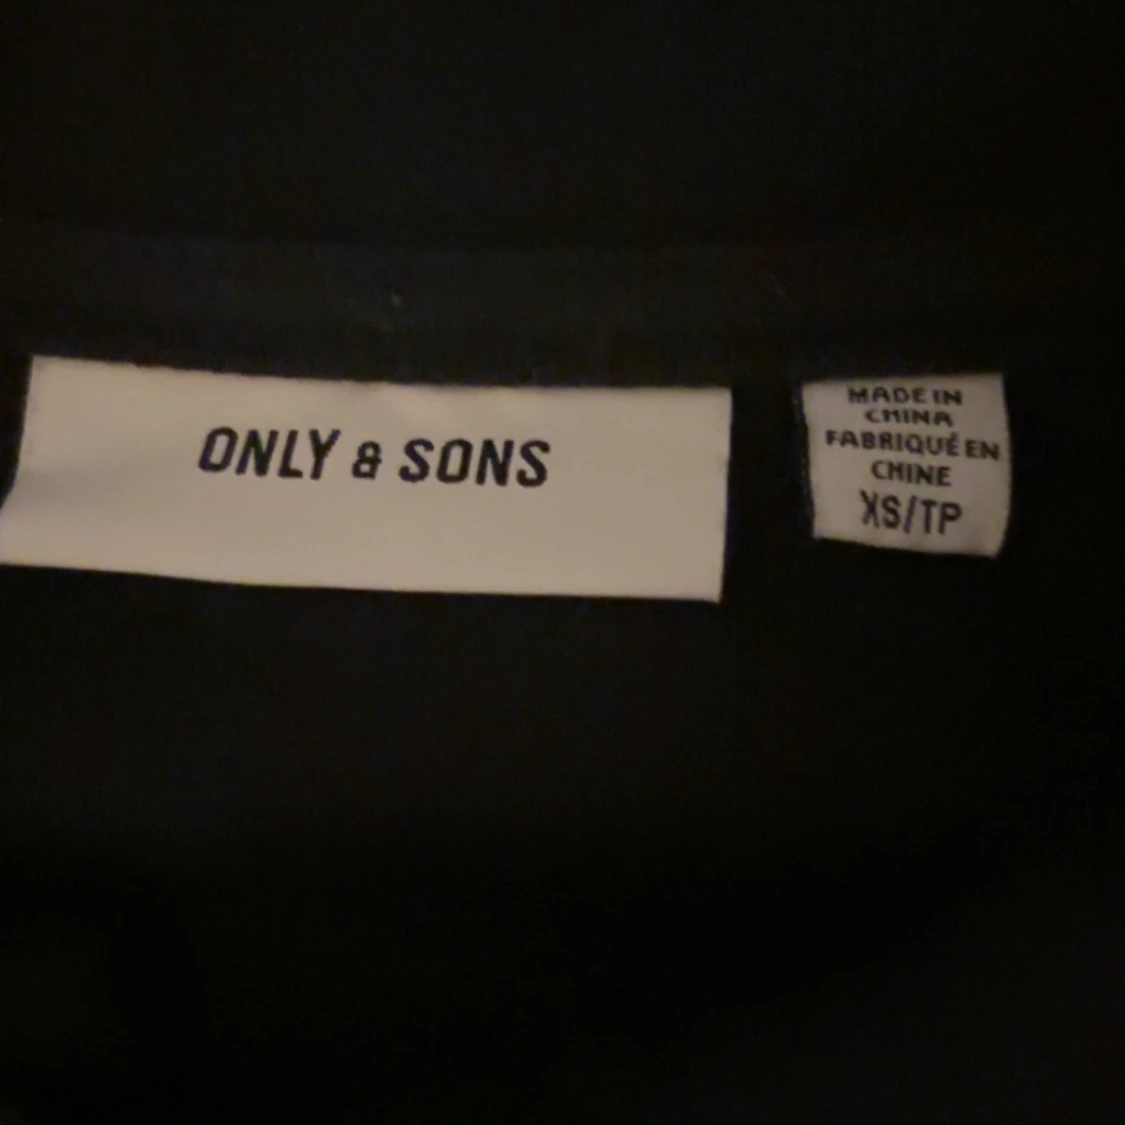 ONLY & SONS
MADE IN
CHINA
FABRIQUÉ EN
CHINE
XS/TP